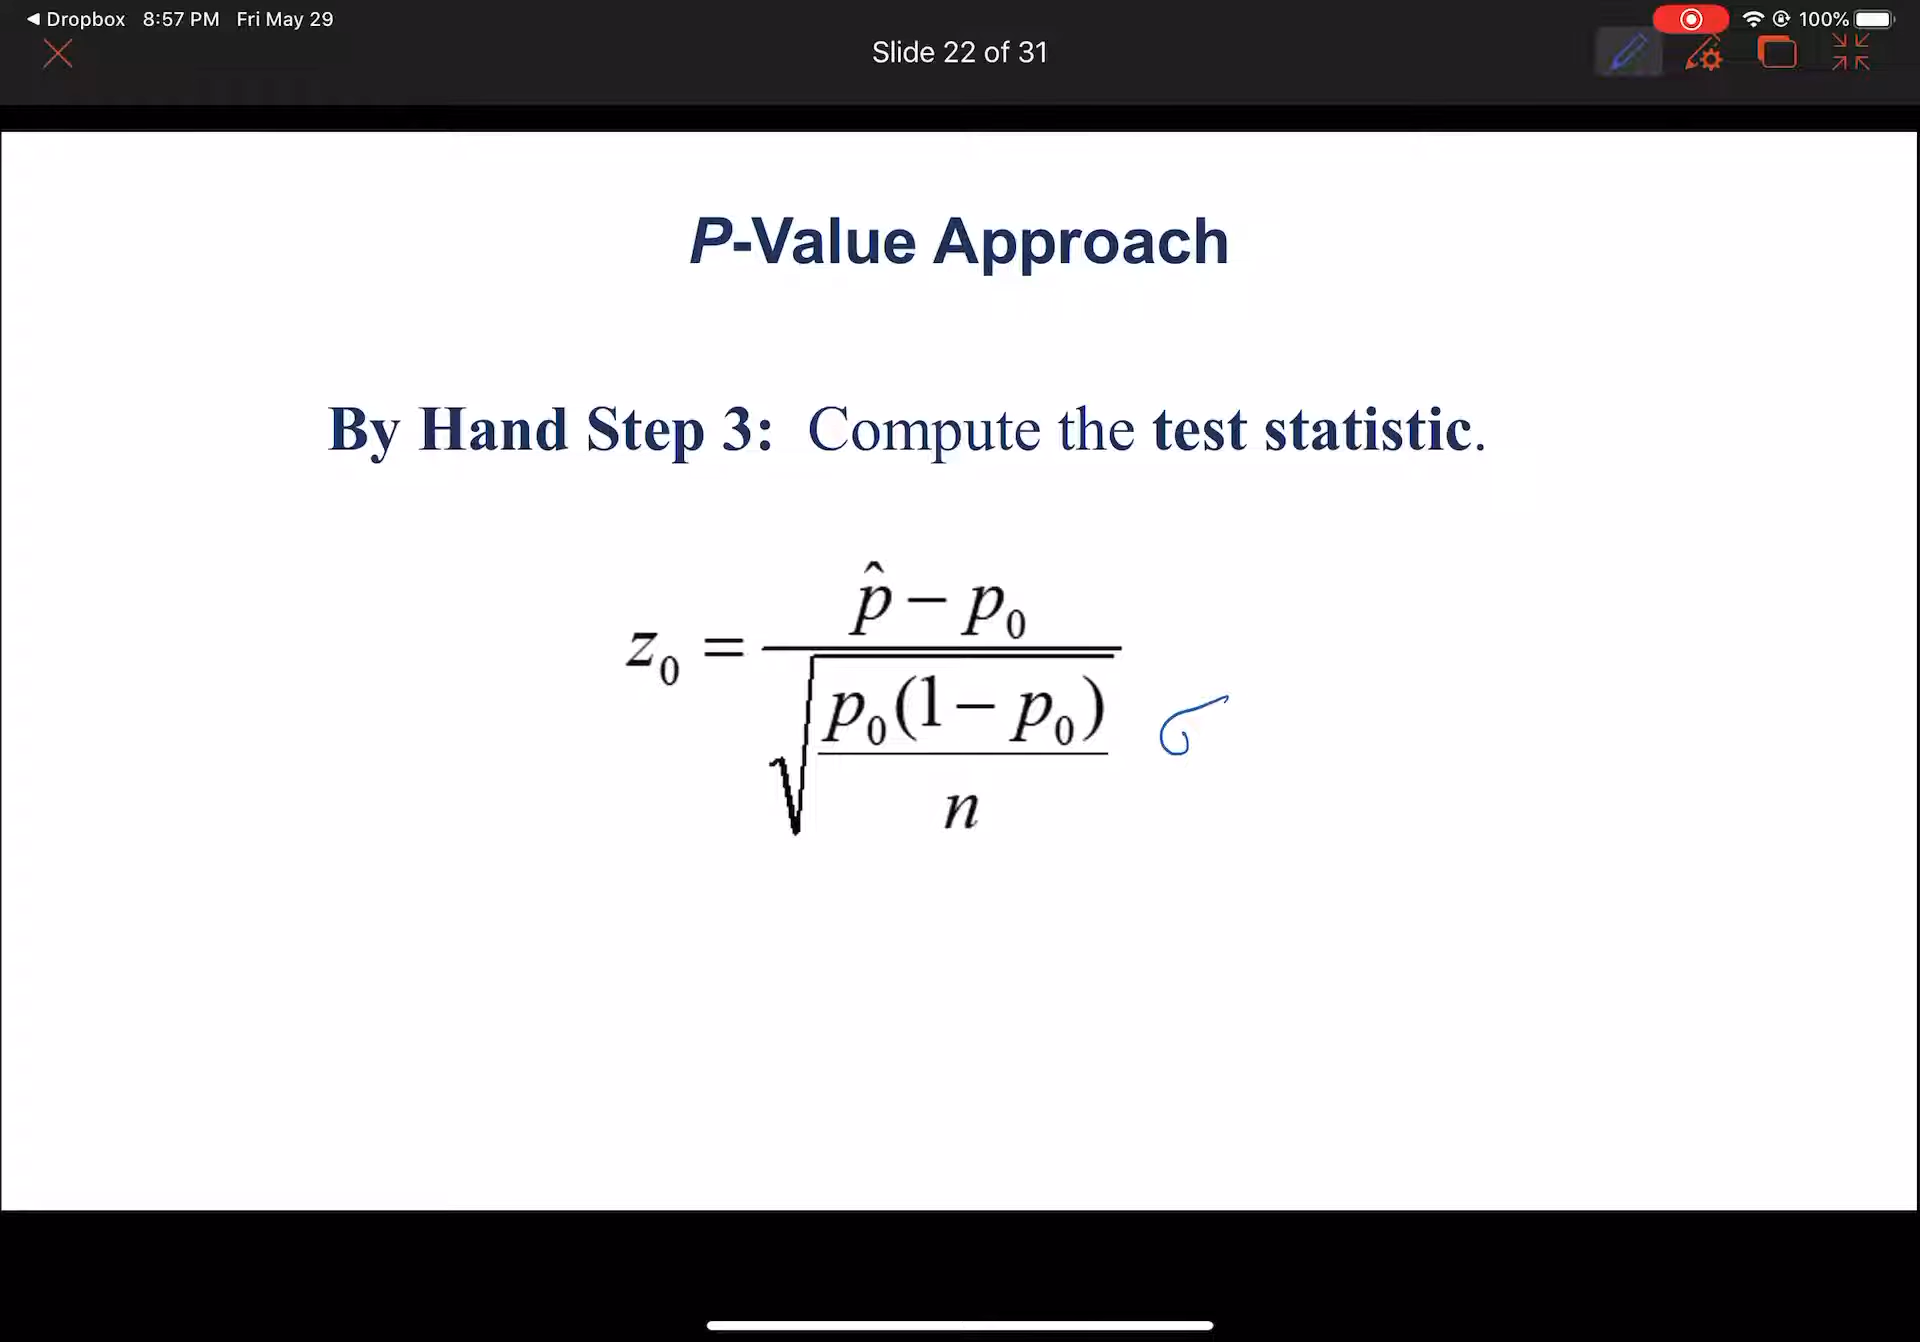 ◀ Dropbox 8:57 PM Fri May 29
100%
Slide 22 of 31
P-Value Approach
By Hand Step 3: Compute the test statistic.
z₀ = (p̂ − p₀) / √(p₀(1 − p₀) / n) σ